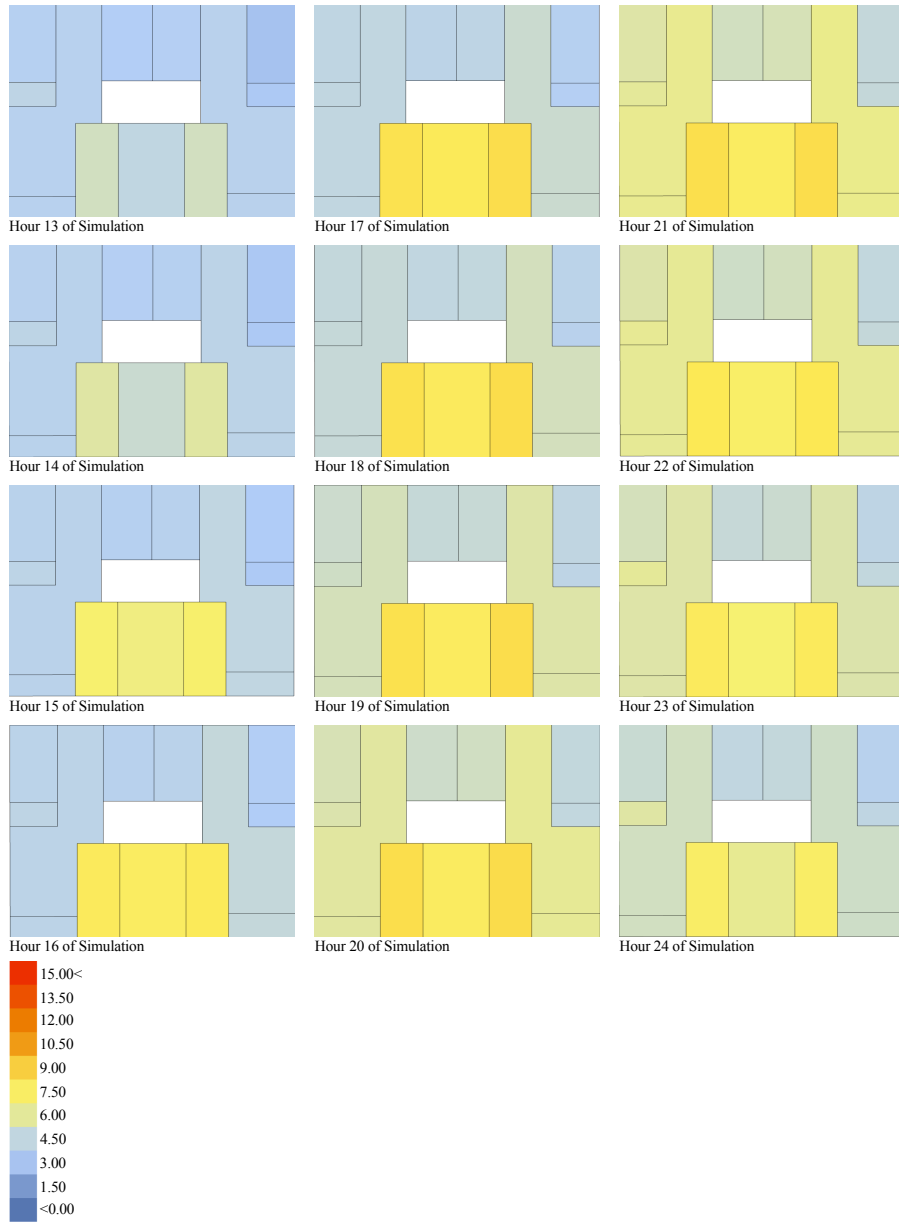 Hour 13 of Simulation
Hour 17 of Simulation
Hour 21 of Simulation
Hour 14 of Simulation
Hour 18 of Simulation
Hour 22 of Simulation
Hour 15 of Simulation
Hour 19 of Simulation
Hour 23 of Simulation
Hour 16 of Simulation
Hour 20 of Simulation
Hour 24 of Simulation
15.00<
13.50
12.00
10.50
9.00
7.50
6.00
4.50
3.00
1.50
<0.00